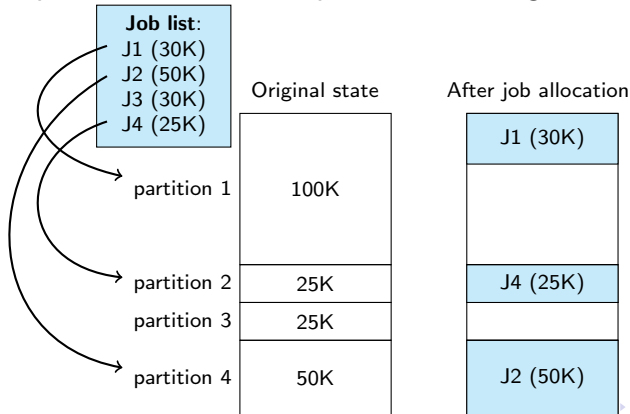 Job list:
J1 (30K)
J2 (50K)
J3 (30K)
J4 (25K)
Original state
After job allocation
partition 1
100K
J1 (30K)
partition 2
25K
J4 (25K)
partition 3
25K
partition 4
50K
J2 (50K)